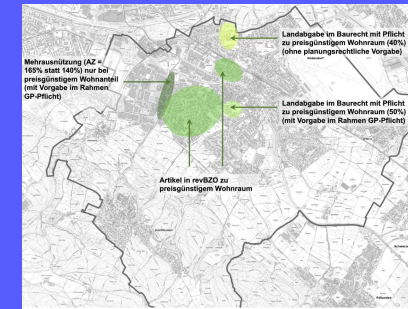 Landabgabe im Baurecht mit Pflicht
zu preisgünstigem Wohnraum (40%)
(ohne planungsrechtliche Vorgabe)
Mehrausnützung (AZ =
165% statt 140%) nur bei
preisgünstigem Wohnanteil
(mit Vorgabe im Rahmen
GP-Pflicht)
Landabgabe im Baurecht mit Pflicht
zu preisgünstigem Wohnraum (50%)
(mit Vorgabe im Rahmen GP-Pflicht)
Artikel in revBZO zu
preisgünstigem Wohnraum